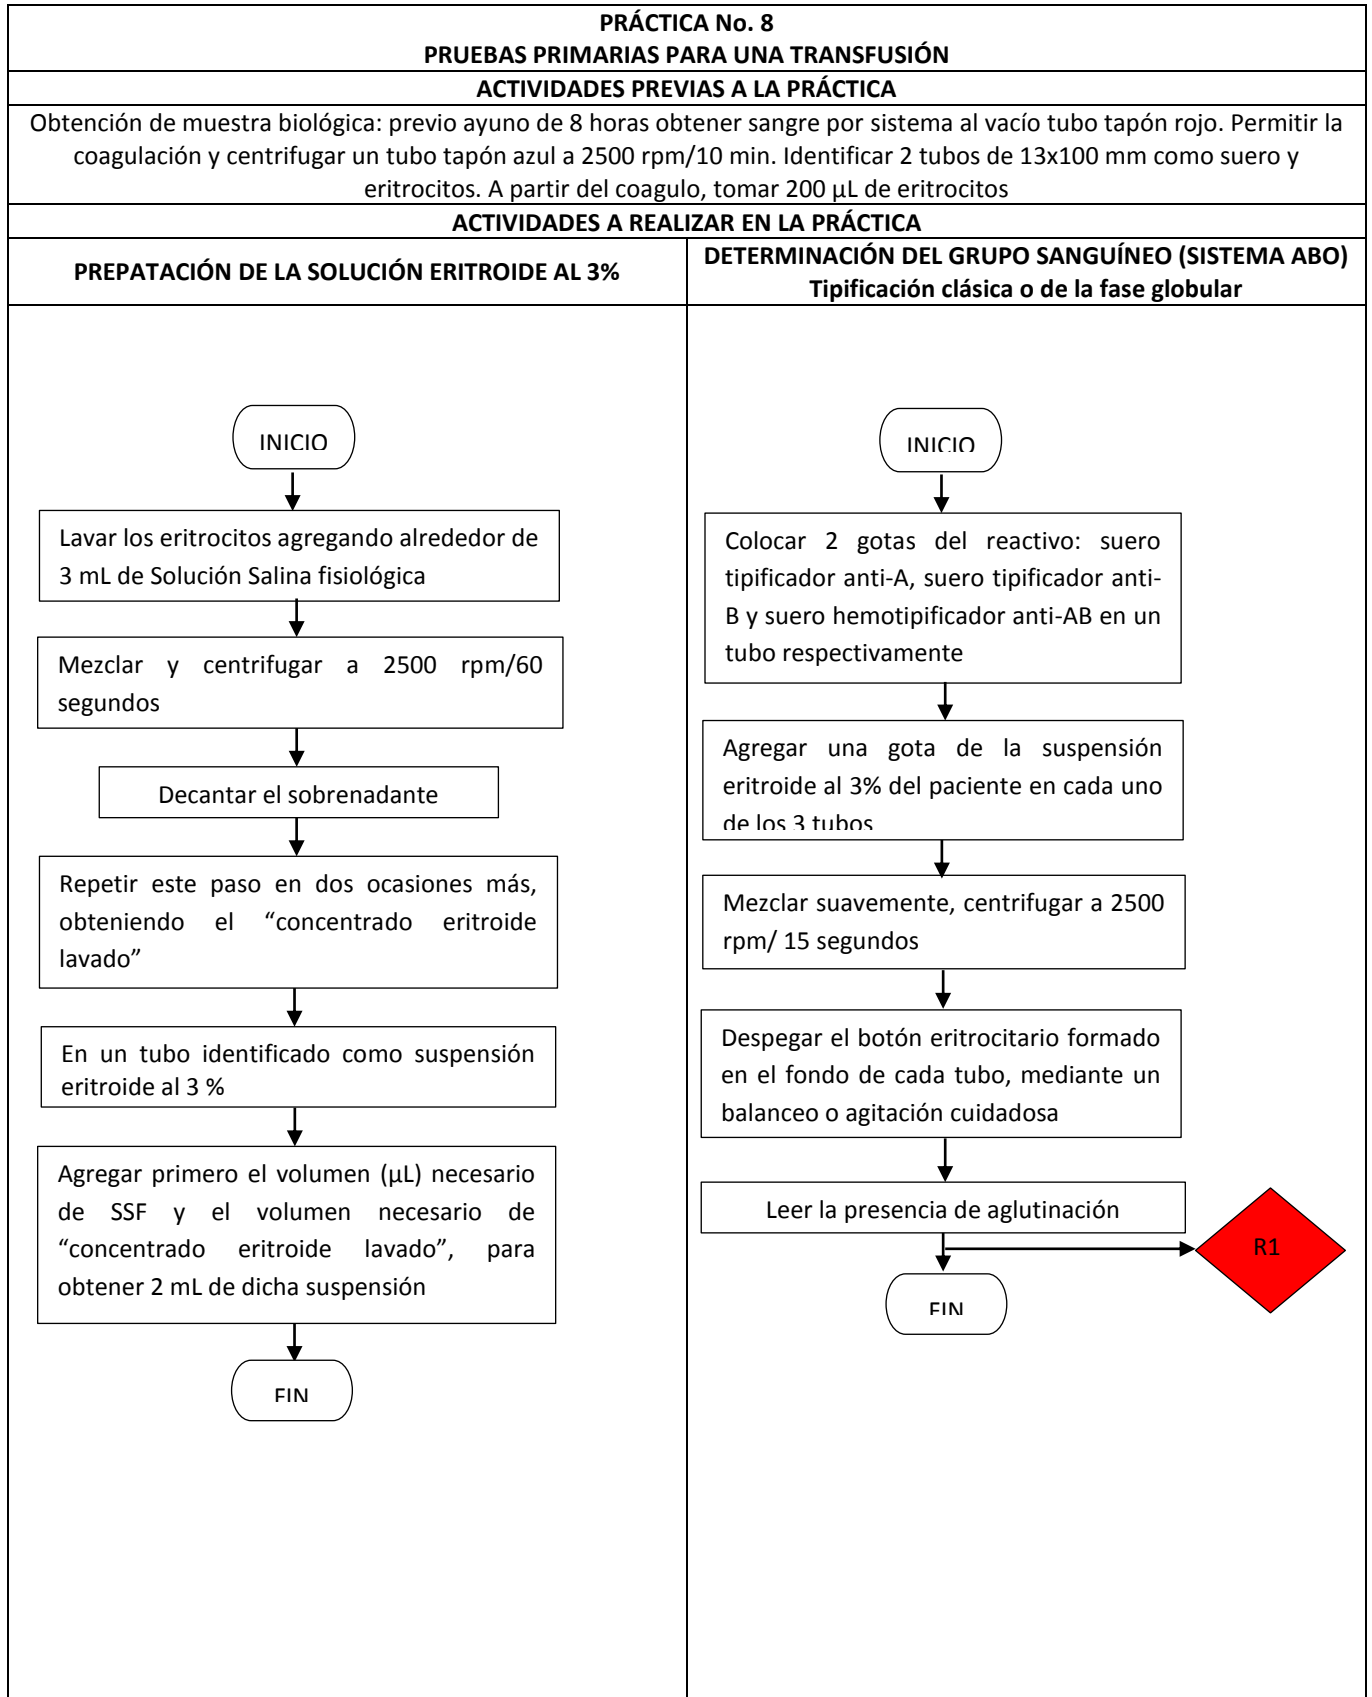 PRÁCTICA No. 8
PRUEBAS PRIMARIAS PARA UNA TRANSFUSIÓN
ACTIVIDADES PREVIAS A LA PRÁCTICA
Obtención de muestra biológica: previo ayuno de 8 horas obtener sangre por sistema al vacío tubo tapón rojo. Permitir la
coagulación y centrifugar un tubo tapón azul a 2500 rpm/10 min. Identificar 2 tubos de 13x100 mm como suero y
eritrocitos. A partir del coagulo, tomar 200 µL de eritrocitos
ACTIVIDADES A REALIZAR EN LA PRÁCTICA
PREPATACIÓN DE LA SOLUCIÓN ERITROIDE AL 3%
INICIO
Lavar los eritrocitos agregando alrededor de
3 mL de Solución Salina fisiológica
Mezclar y centrifugar a 2500 rpm/60
segundos
Decantar el sobrenadante
Repetir este paso en dos ocasiones más,
obteniendo el “concentrado eritroide
lavado”
En un tubo identificado como suspensión
eritroide al 3 %
Agregar primero el volumen (µL) necesario
de SSF y el volumen necesario de
“concentrado eritroide lavado”, para
obtener 2 mL de dicha suspensión
FIN
DETERMINACIÓN DEL GRUPO SANGUÍNEO (SISTEMA ABO)
Tipificación clásica o de la fase globular
INICIO
Colocar 2 gotas del reactivo: suero
tipificador anti-A, suero tipificador anti-
B y suero hemotipificador anti-AB en un
tubo respectivamente
Agregar una gota de la suspensión
eritroide al 3% del paciente en cada uno
de los 3 tubos
Mezclar suavemente, centrifugar a 2500
rpm/ 15 segundos
Despegar el botón eritrocitario formado
en el fondo de cada tubo, mediante un
balanceo o agitación cuidadosa
Leer la presencia de aglutinación
R1
FIN